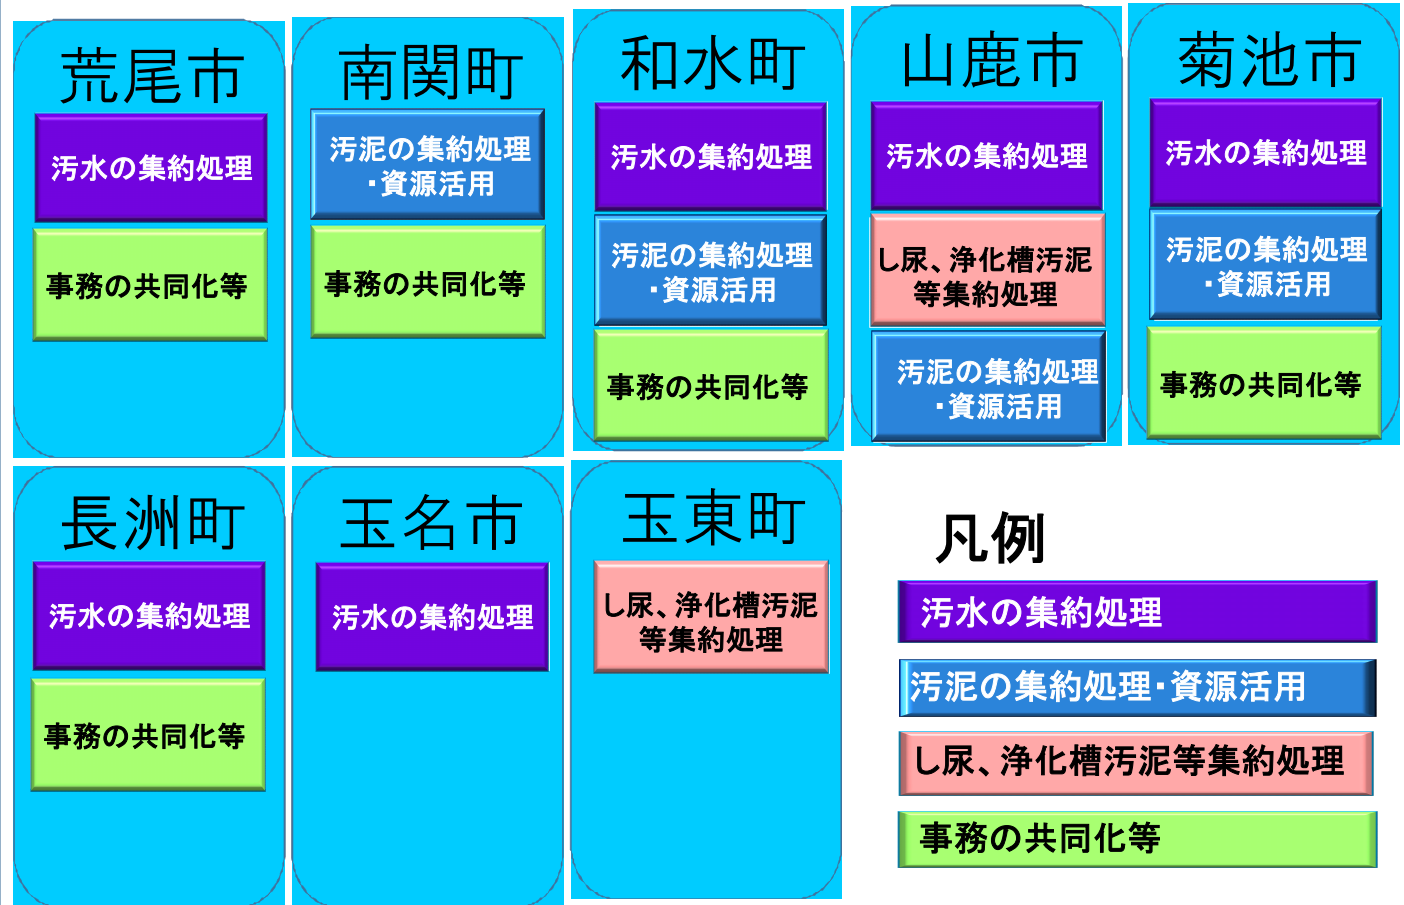 荒尾市
汚水の集約処理
事務の共同化等
南関町
汚泥の集約処理
・資源活用
事務の共同化等
和水町
汚水の集約処理
汚泥の集約処理
・資源活用
事務の共同化等
山鹿市
汚水の集約処理
し尿、浄化槽汚泥
等集約処理
汚泥の集約処理
・資源活用
菊池市
汚水の集約処理
汚泥の集約処理
・資源活用
事務の共同化等
長洲町
汚水の集約処理
事務の共同化等
玉名市
汚水の集約処理
玉東町
し尿、浄化槽汚泥
等集約処理
凡例
汚水の集約処理
汚泥の集約処理・資源活用
し尿、浄化槽汚泥等集約処理
事務の共同化等